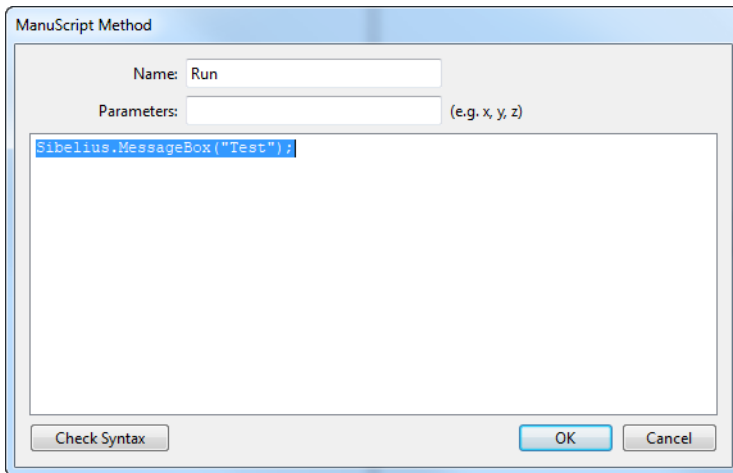 ManuScript Method
Name: Run
Parameters: (e.g. x, y, z)
Sibelius.MessageBox("Test");
Check Syntax OK Cancel